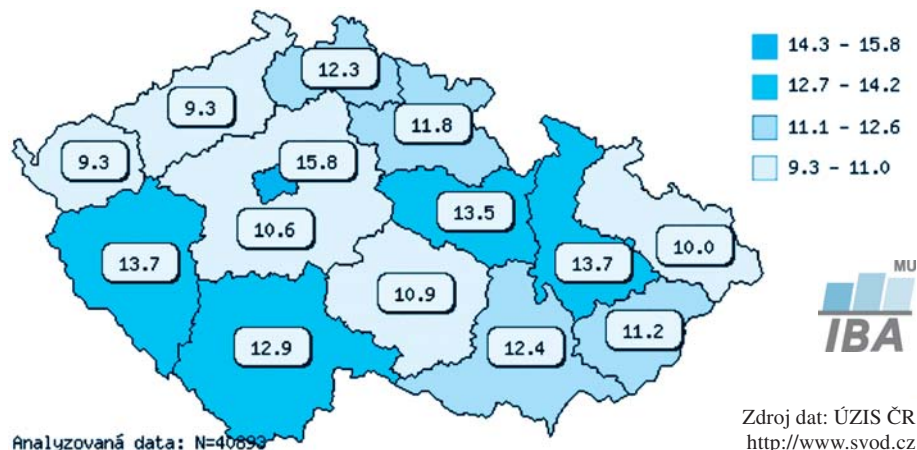 14.3 - 15.8
12.7 - 14.2
11.1 - 12.6
9.3 - 11.0
12.3
9.3
11.8
9.3
15.8
13.5
10.6
10.0
13.7
13.7
10.9
11.2
12.9
12.4
MU
IBA
Zdroj dat: ÚZIS ČR
http://www.svod.cz
Analyzovaná data: N=40893